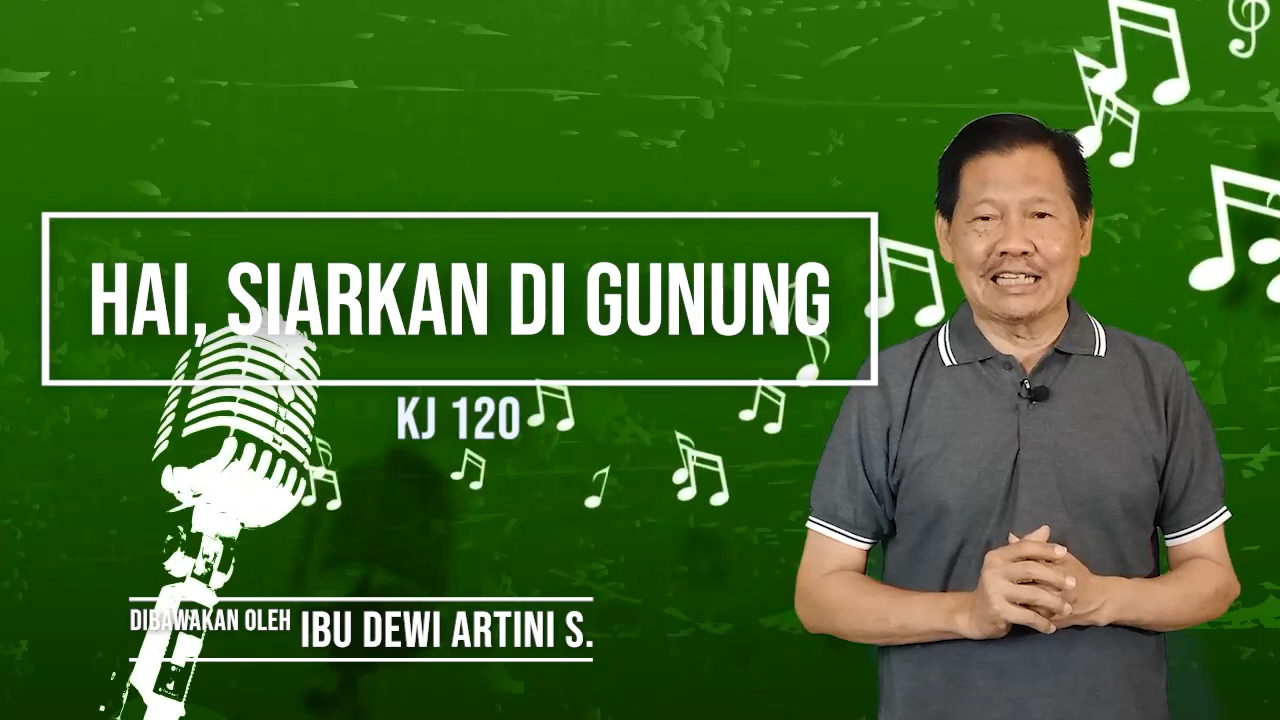 HAI, SIARKAN DI GUNUNG
KJ 120
DIBAWAKAN OLEH IBU DEWI ARTINI S.